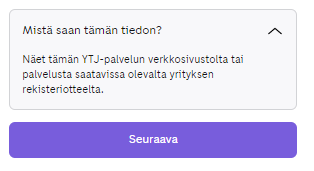 Mistä saan tämän tiedon?
Näet tämän YTJ-palvelun verkkosivustolta tai
palvelusta saatavissa olevalta yrityksen
rekisteriotteelta.
Seuraava